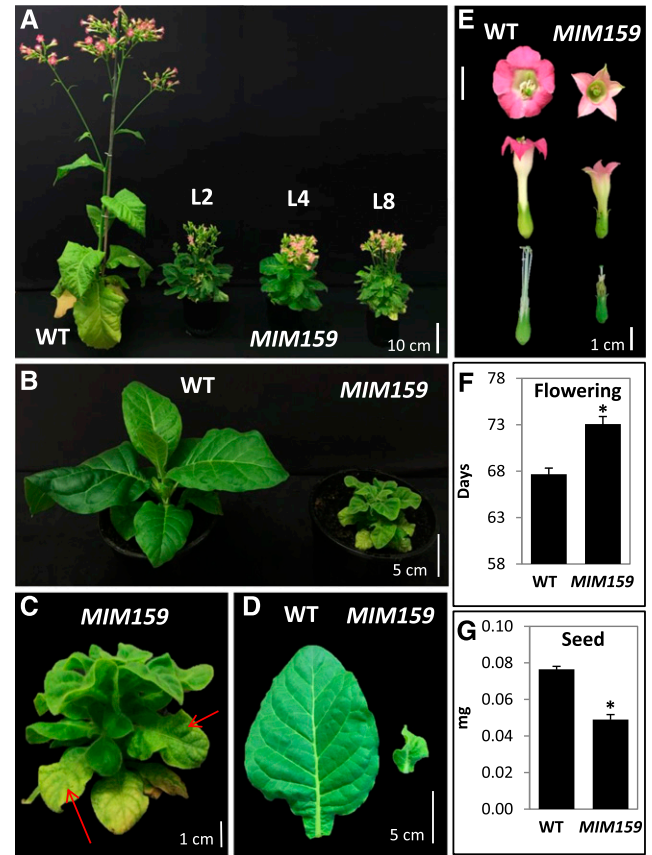 A
L2
L4
L8
WT
MIM159
10 cm
B
WT
MIM159
5 cm
C
MIM159
1 cm
D
WT
MIM159
5 cm
E
WT
MIM159
1 cm
F
Flowering
*
78
73
68
63
58
Days
WT
MIM159
G
Seed
*
0.10
0.08
0.06
0.04
0.02
0.00
mg
WT
MIM159